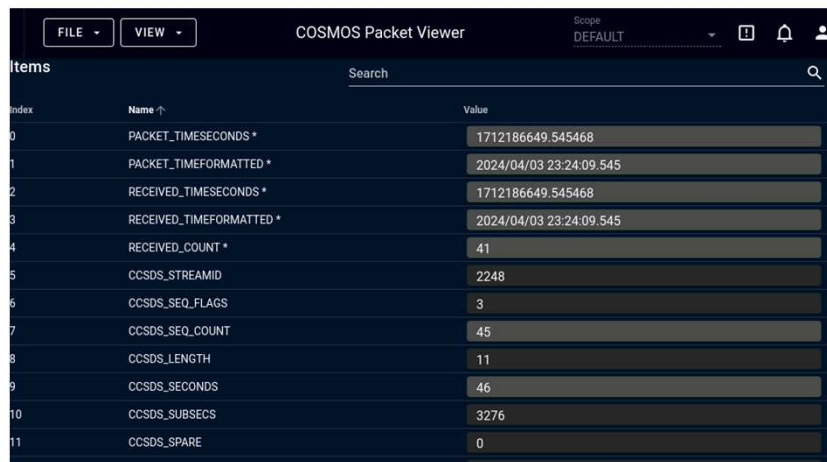 FILE VIEW COSMOS Packet Viewer Scope
DEFAULT
Items
Search
Index Name Value
0 PACKET_TIMESECONDS * 1712186649.545468
1 PACKET_TIMEFORMATTED * 2024/04/03 23:24:09.545
2 RECEIVED_TIMESECONDS * 1712186649.545468
3 RECEIVED_TIMEFORMATTED * 2024/04/03 23:24:09.545
4 RECEIVED_COUNT * 41
5 CCSDS_STREAMID 2248
6 CCSDS_SEQ_FLAGS 3
7 CCSDS_SEQ_COUNT 45
8 CCSDS_LENGTH 11
9 CCSDS_SECONDS 46
10 CCSDS_SUBSECS 3276
11 CCSDS_SPARE 0